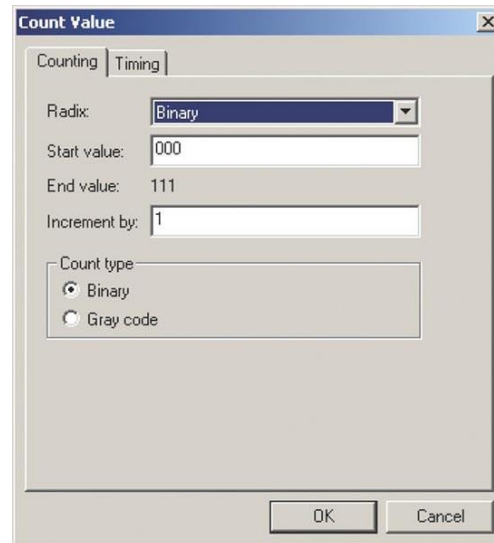 Count Value
Counting Timing
Radix: Binary
Start value: 000
End value: 111
Increment by: 1
Count type
Binary
Gray code
OK Cancel